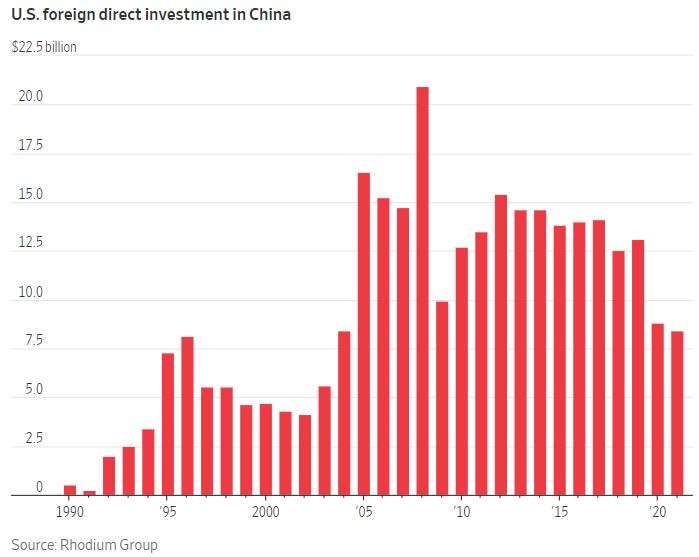 U.S. foreign direct investment in China
$22.5 billion
20.0
17.5
15.0
12.5
10.0
7.5
5.0
2.5
0
1990 '95 2000 '05 '10 '15 '20
Source: Rhodium Group